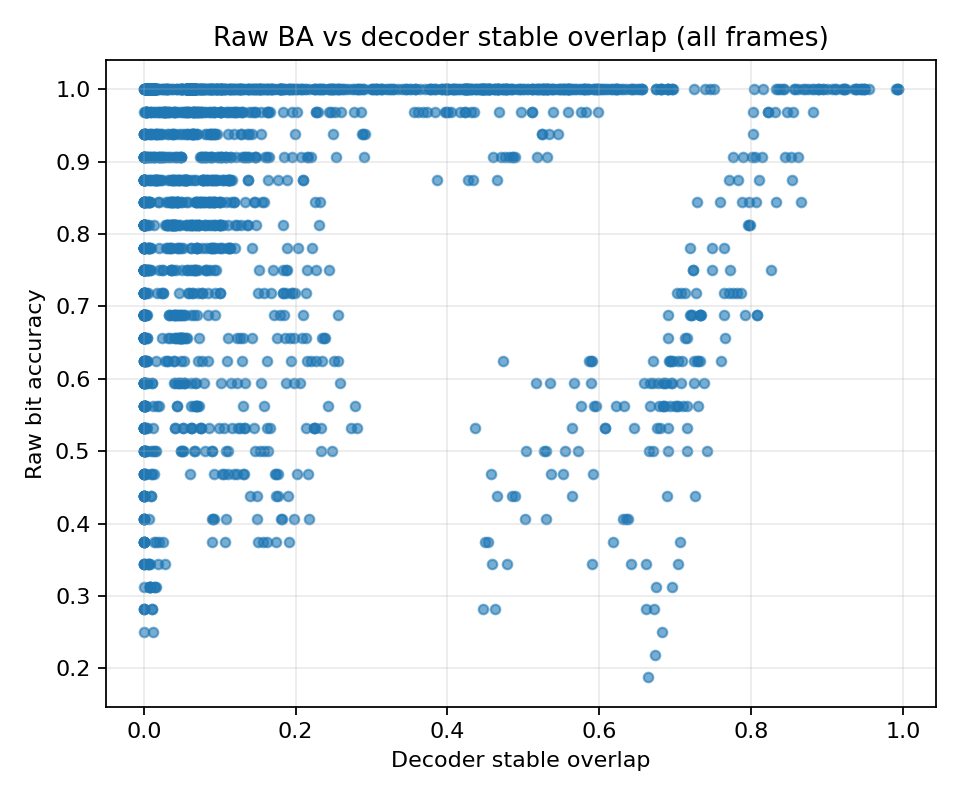 Raw BA vs decoder stable overlap (all frames)
Raw bit accuracy
1.0
0.9
0.8
0.7
0.6
0.5
0.4
0.3
0.2
0.0 0.2 0.4 0.6 0.8 1.0
Decoder stable overlap